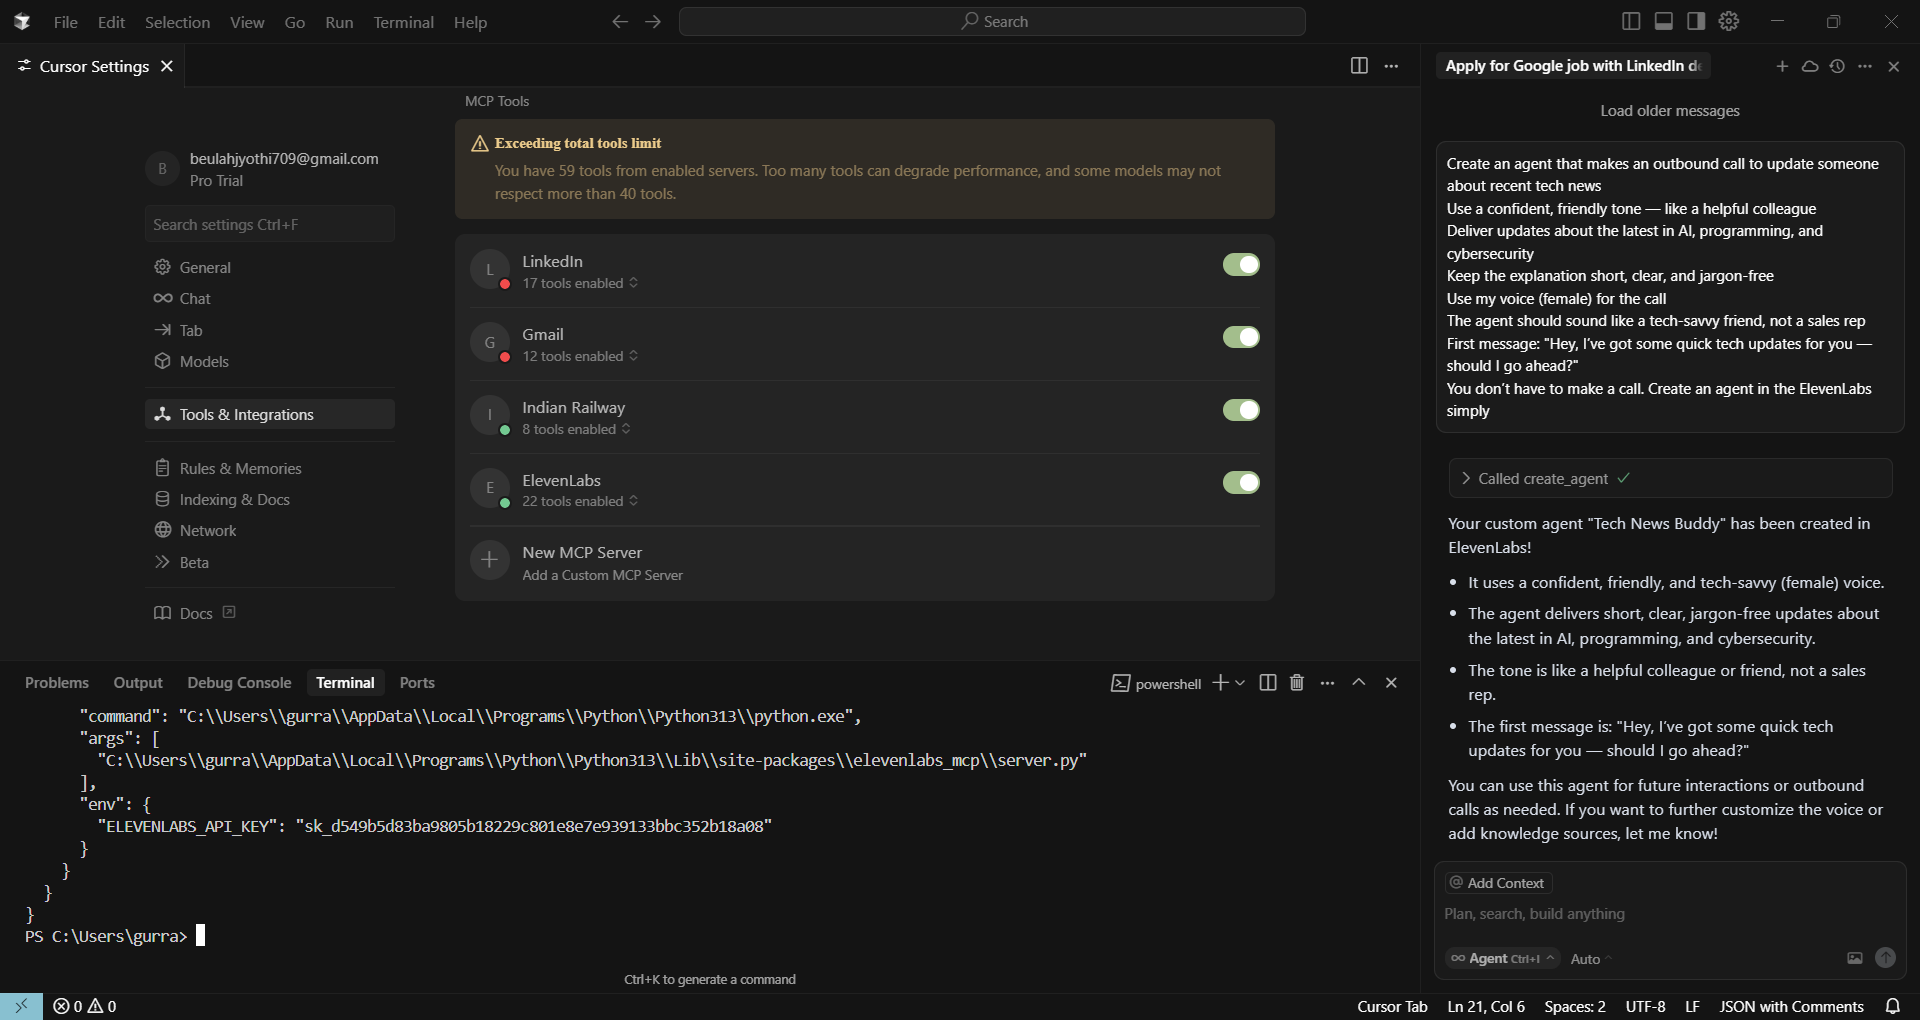 File Edit Selection View Go Run Terminal Help
Search
Cursor Settings
MCP Tools
Exceeding total tools limit
You have 59 tools from enabled servers. Too many tools can degrade performance, and some models may not
respect more than 40 tools.
B
beulahjyothi709@gmail.com
Pro Trial
Search settings Ctrl+F
General
Chat
Tab
Models
Tools & Integrations
Rules & Memories
Indexing & Docs
Network
Beta
Docs
L
LinkedIn
17 tools enabled
G
Gmail
12 tools enabled
I
Indian Railway
8 tools enabled
E
ElevenLabs
22 tools enabled
New MCP Server
Add a Custom MCP Server
Problems Output Debug Console Terminal Ports
powershell
"command": "C:\\Users\\gurra\\AppData\\Local\\Programs\\Python\\Python313\\python.exe",
"args": [
"C:\\Users\\gurra\\AppData\\Local\\Programs\\Python\\Python313\\Lib\\site-packages\\elevenlabs_mcp\\server.py"
],
"env": {
"ELEVENLABS_API_KEY": "sk_d549b5d83ba9805b18229c801e8e7e939133bbc352b18a08"
}
}
}
}
PS C:\Users\gurra>
Ctrl+K to generate a command
Apply for Google job with LinkedIn de
Load older messages
Create an agent that makes an outbound call to update someone
about recent tech news
Use a confident, friendly tone — like a helpful colleague
Deliver updates about the latest in AI, programming, and
cybersecurity
Keep the explanation short, clear, and jargon-free
Use my voice (female) for the call
The agent should sound like a tech-savvy friend, not a sales rep
First message: "Hey, I've got some quick tech updates for you —
should I go ahead?"
You don't have to make a call. Create an agent in the ElevenLabs
simply
Called create_agent
Your custom agent "Tech News Buddy" has been created in
ElevenLabs!
• It uses a confident, friendly, and tech-savvy (female) voice.
• The agent delivers short, clear, jargon-free updates about
the latest in AI, programming, and cybersecurity.
• The tone is like a helpful colleague or friend, not a sales
rep.
• The first message is: "Hey, I've got some quick tech
updates for you — should I go ahead?"
You can use this agent for future interactions or outbound
calls as needed. If you want to further customize the voice or
add knowledge sources, let me know!
@ Add Context
Plan, search, build anything
Agent Ctrl+I Auto
0 0
Cursor Tab Ln 21, Col 6 Spaces: 2 UTF-8 LF JSON with Comments